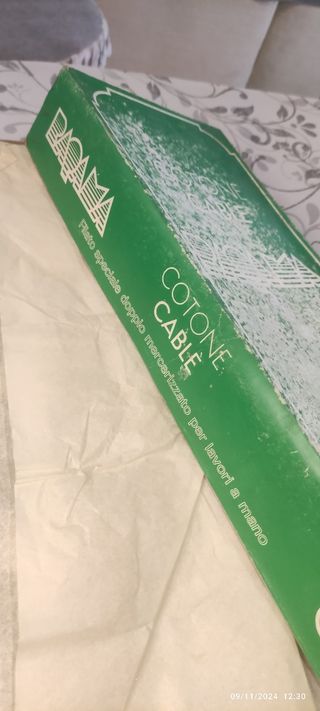 COTONE
CABLÉ
Filato speciale doppio mercerizzato per lavori a mano
09/11/2024 12:30